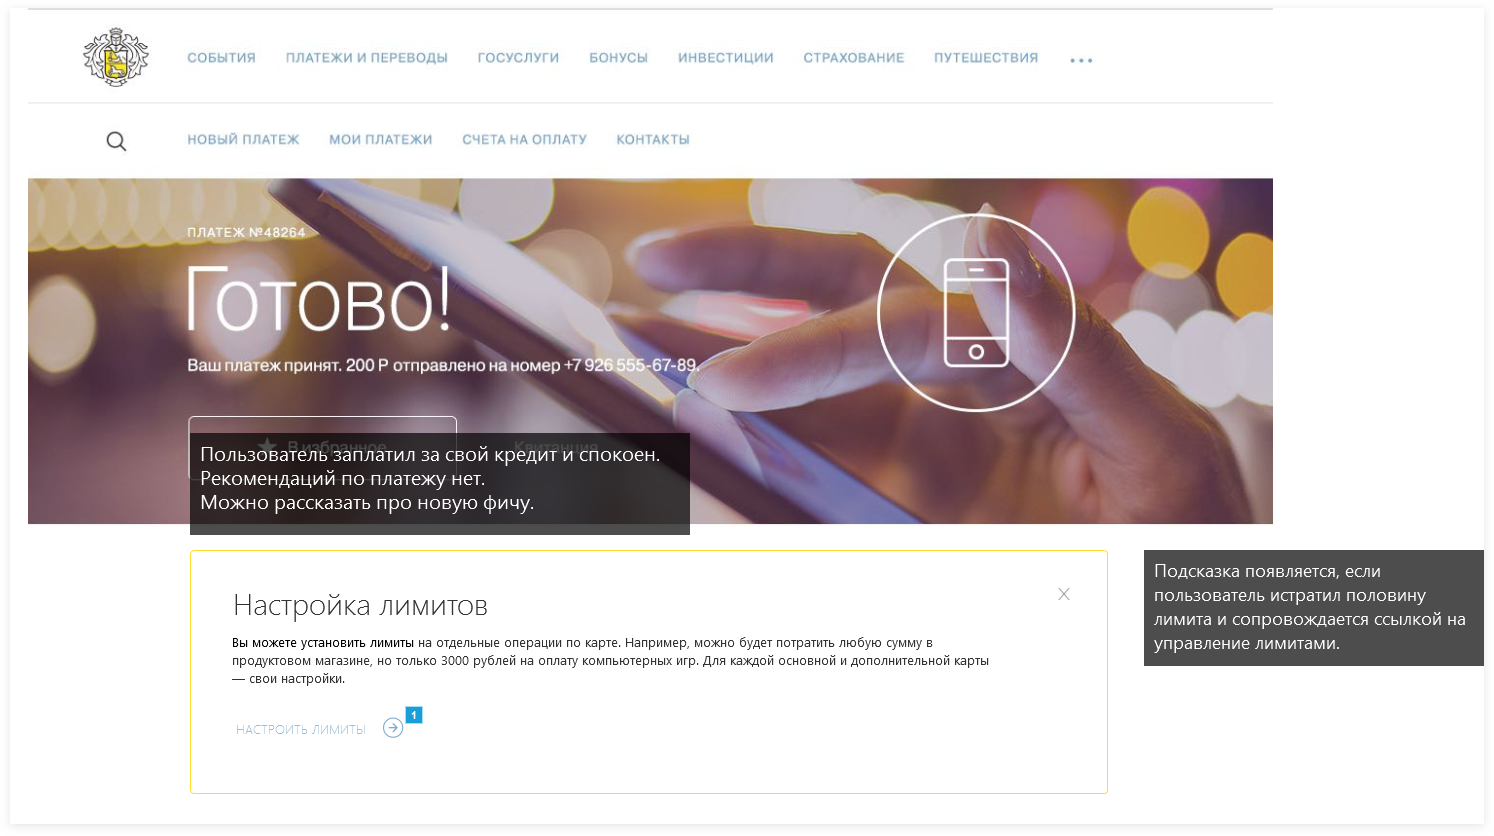 СОБЫТИЯ ПЛАТЕЖИ И ПЕРЕВОДЫ ГОСУСЛУГИ БОНУСЫ ИНВЕСТИЦИИ СТРАХОВАНИЕ ПУТЕШЕСТВИЯ ...
НОВЫЙ ПЛАТЕЖ МОИ ПЛАТЕЖИ СЧЕТА НА ОПЛАТУ КОНТАКТЫ
ПЛАТЕЖ №48264
Готово!
Ваш платеж принят. 200 Р отправлено на номер +7 926 555-67-89.
В избранное Квитанция
Пользователь заплатил за свой кредит и спокоен.
Рекомендаций по платежу нет.
Можно рассказать про новую фичу.
Настройка лимитов
X
Вы можете установить лимиты на отдельные операции по карте. Например, можно будет потратить любую сумму в
продуктовом магазине, но только 3000 рублей на оплату компьютерных игр. Для каждой основной и дополнительной карты
— свои настройки.
НАСТРОИТЬ ЛИМИТЫ
1
Подсказка появляется, если
пользователь истратил половину
лимита и сопровождается ссылкой на
управление лимитами.